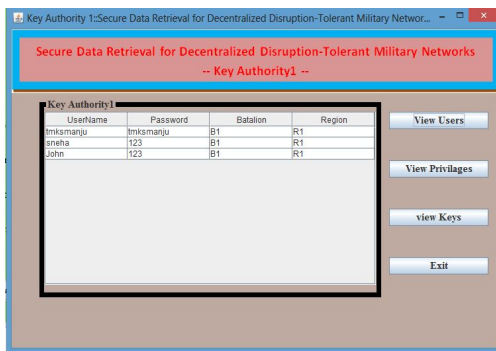 Key Authority 1::Secure Data Retrieval for Decentralized Disruption-Tolerant Military Networ...
Secure Data Retrieval for Decentralized Disruption-Tolerant Military Networks
-- Key Authority1 --
Key Authority1
UserName Password Batalion Region
tmksmanju tmksmanju B1 R1
sneha 123 B1 R1
John 123 B1 R1
View Users
View Privilages
view Keys
Exit